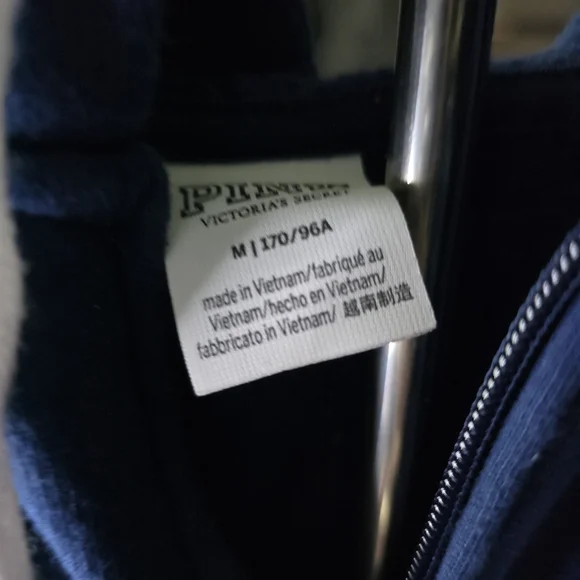 PINK
VICTORIA'S SECRET
M | 170/96A
made in Vietnam/fabriqué au
Vietnam/hecho en Vietnam/
fabbricato in Vietnam/ 越南制造